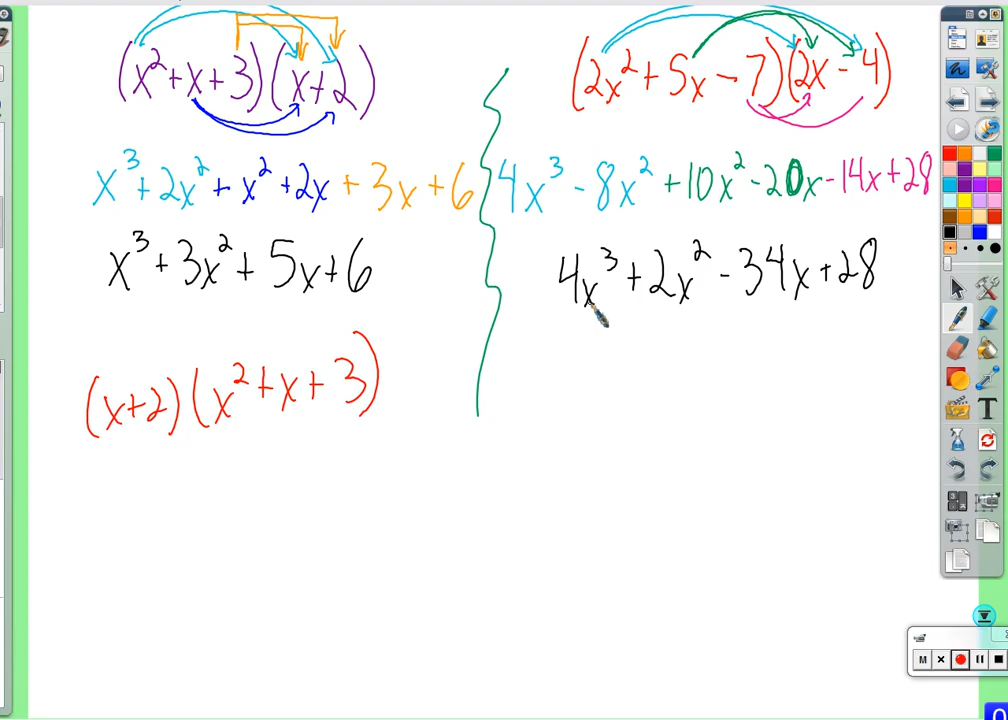 (x²+x+3)(x+2)
x³+2x²+x²+2x+3x+6
x³+3x²+5x+6
(x+2)(x²+x+3)
(2x²+5x-7)(2x-4)
4x³-8x²+10x²-20x-14x+28
4x³+2x²-34x+28
T
M